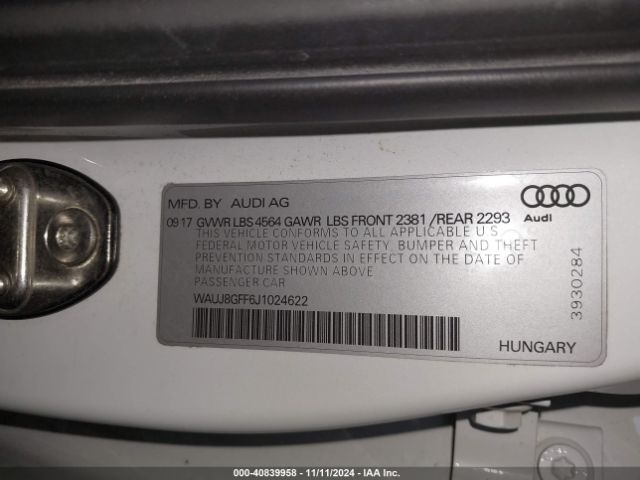 MFD. BY AUDI AG
09 17 GVWR LBS 4564 GAWR LBS FRONT 2381 /REAR 2293
THIS VEHICLE CONFORMS TO ALL APPLICABLE U S
FEDERAL MOTOR VEHICLE SAFETY, BUMPER AND THEFT
PREVENTION STANDARDS IN EFFECT ON THE DATE OF
MANUFACTURE SHOWN ABOVE
PASSENGER CAR
WAUJ8GFF6J1024622
HUNGARY
Audi
3930284
000-40839958 - 11/11/2024 - IAA Inc.